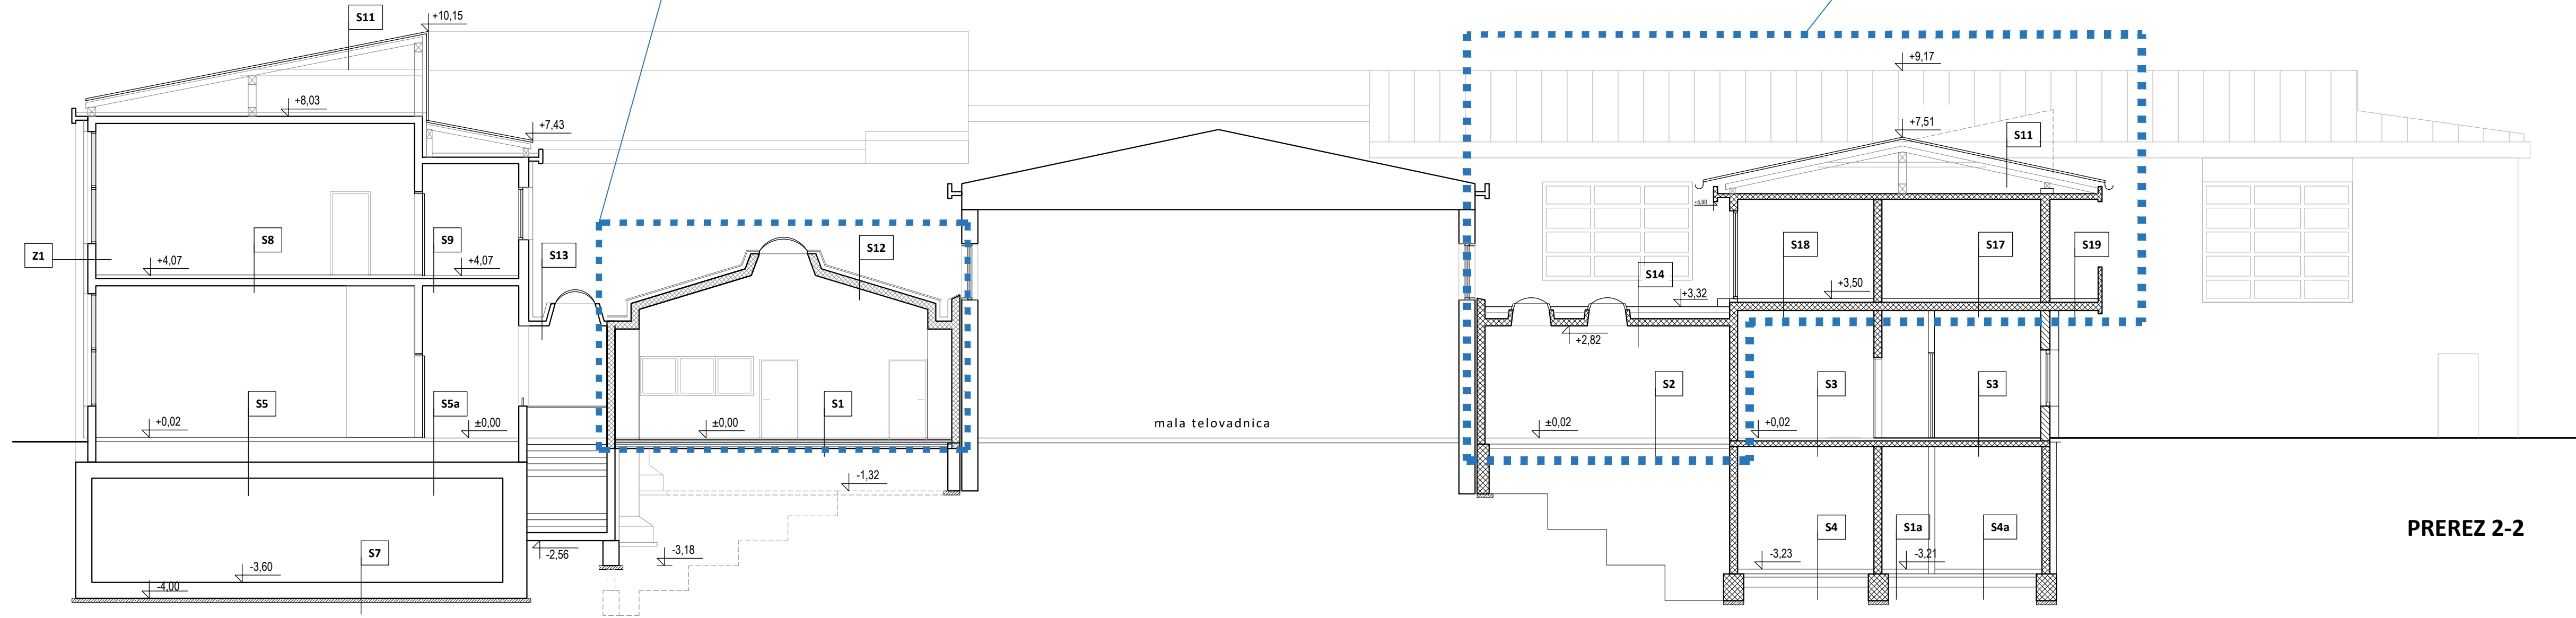 S11
+10,15
+9,17
+8,03
+7,43
+7,51
S11
+5,90
S8
S9
Z1
+4,07
+4,07
S13
S12
S14
S18
S17
S19
+3,50
+3,32
+2,82
S5
S5a
S1
S2
S3
S3
+0,02
±0,00
±0,00
mala telovadnica
±0,02
+0,02
-1,32
S7
-2,56
-3,18
-3,60
-4,00
S4
S1a
S4a
-3,23
-3,21
PREREZ 2-2